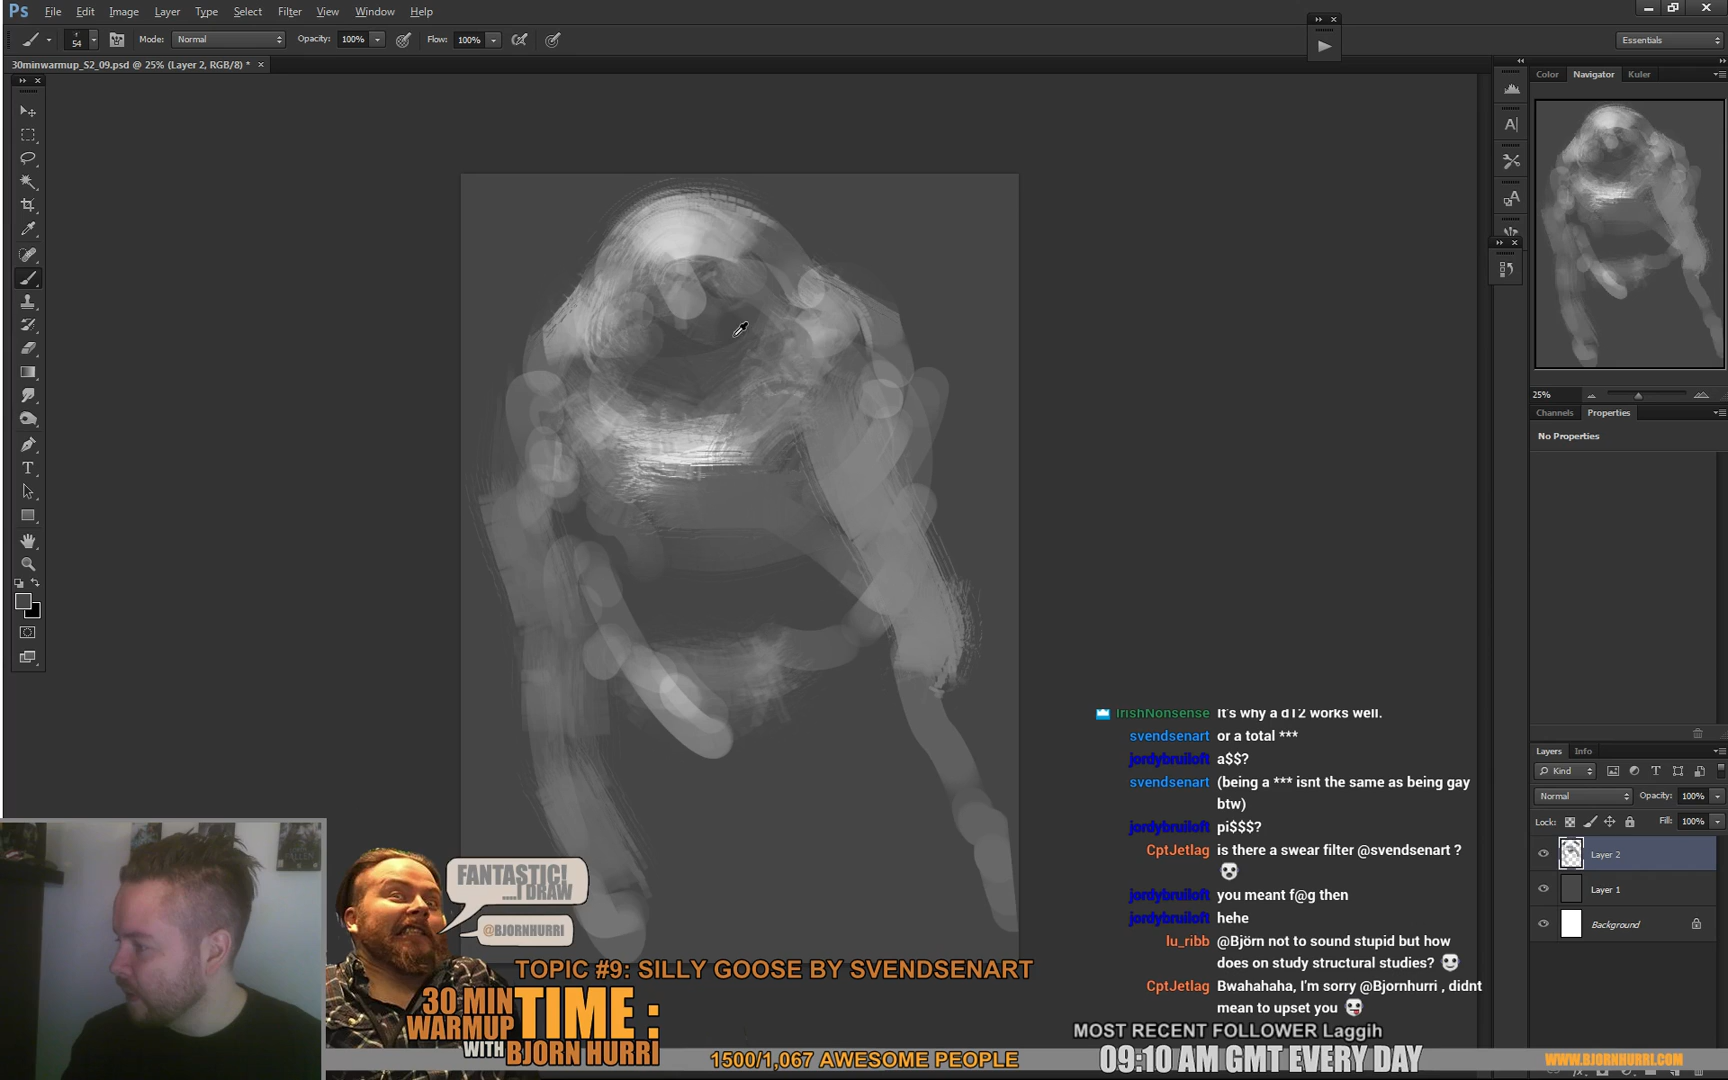 Ps File Edit Image Layer Type Select Filter View Window Help
54 Mode: Normal Opacity: 100% Flow: 100% Essentials
30minwarmup_S2_09.psd @ 25% (Layer 2, RGB/8) *
Color Navigator Kuler
25%
Channels Properties
No Properties
Layers Info
Kind
Normal Opacity: 100%
Lock: Fill: 100%
Layer 2
Layer 1
Background
IrishNonsense It's why a d12 works well.
svendsenart or a total ***
jordybruiloft a$$?
svendsenart (being a *** isnt the same as being gay
btw)
jordybruiloft pi$$$?
CptJetlag is there a swear filter @svendsenart ?
jordybruiloft you meant f@g then
jordybruiloft hehe
lu_ribb @Björn not to sound stupid but how
does on study structural studies?
CptJetlag Bwahahaha, I'm sorry @Bjornhurri , didnt
mean to upset you
FANTASTIC!
....I DRAW
@BJORNHURRI
TOPIC #9: SILLY GOOSE BY SVENDSENART
30 MIN
WARMUP
TIME :
WITH BJORN HURRI
1500/1,067 AWESOME PEOPLE
MOST RECENT FOLLOWER Laggih
09:10 AM GMT EVERY DAY
WWW.BJORNHURRI.COM